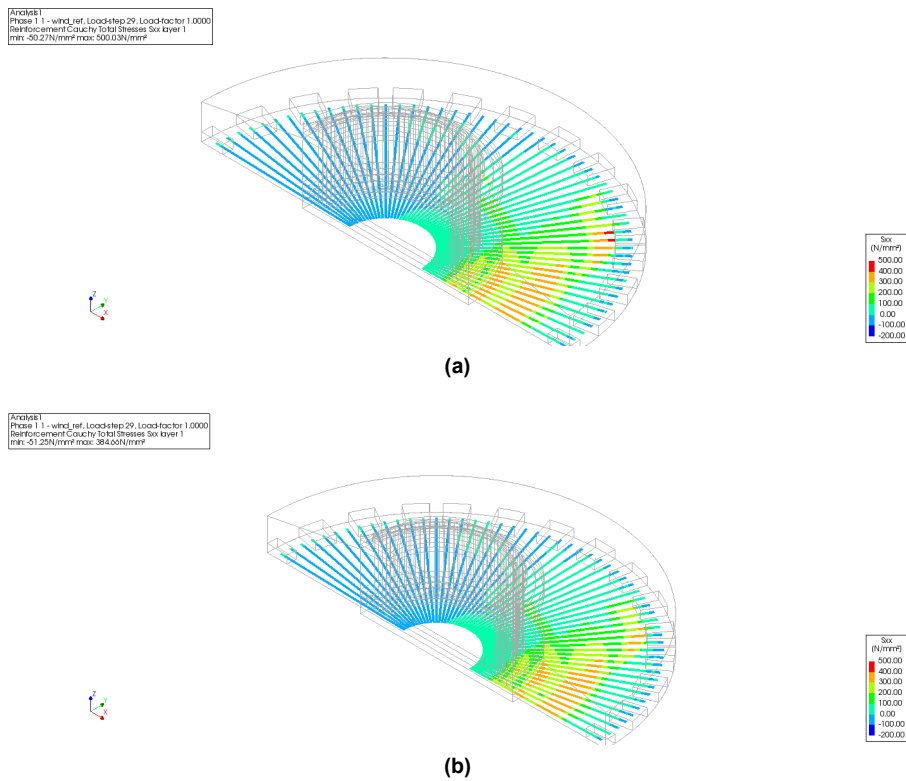 Analysis1
Phase 1 1 - wind_ref, Load-step 29, Load-factor 1.0000
Reinforcement Cauchy Total Stresses Sxx layer 1
min: -50.27N/mm² max: 500.03N/mm²
Sxx
(N/mm²)
500.00
400.00
300.00
200.00
100.00
0.00
-100.00
-200.00
Z
Y
X
(a)
Analysis1
Phase 1 1 - wind_ref, Load-step 29, Load-factor 1.0000
Reinforcement Cauchy Total Stresses Sxx layer 1
min: -51.25N/mm² max: 384.66N/mm²
Sxx
(N/mm²)
500.00
400.00
300.00
200.00
100.00
0.00
-100.00
-200.00
Z
Y
X
(b)